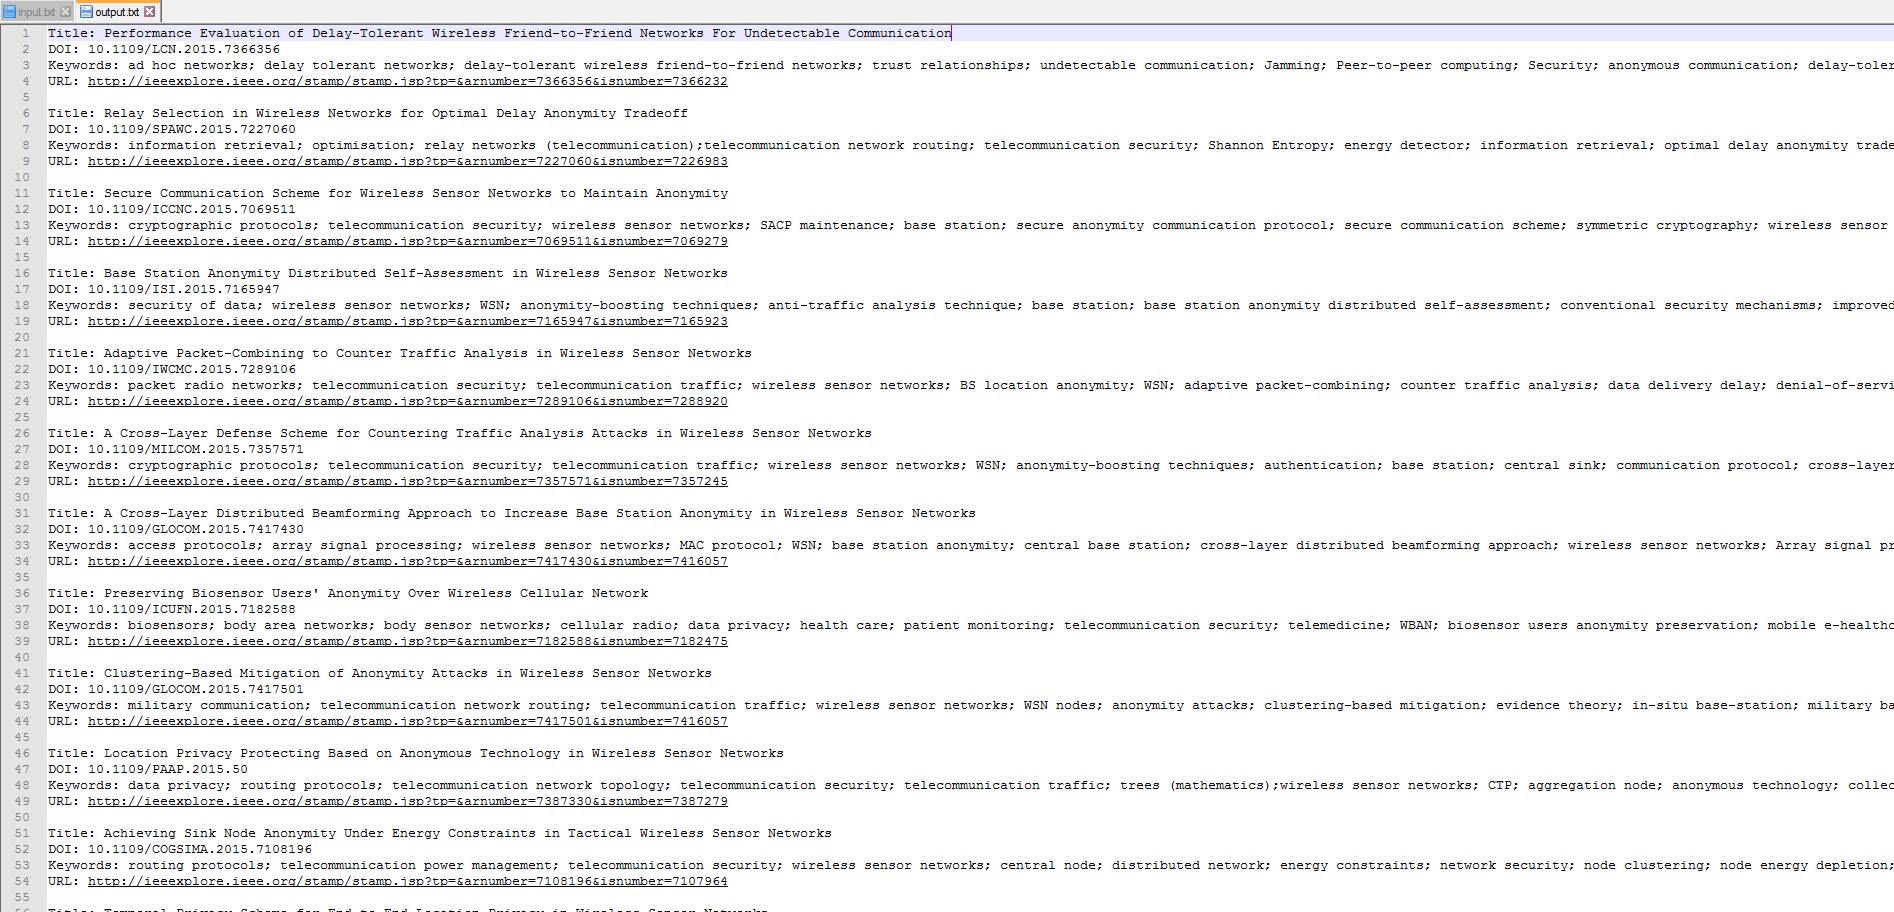 input.txt output.txt
1 Title: Performance Evaluation of Delay-Tolerant Wireless Friend-to-Friend Networks For Undetectable Communication
2 DOI: 10.1109/LCN.2015.7366356
3 Keywords: ad hoc networks; delay tolerant networks; delay-tolerant wireless friend-to-friend networks; trust relationships; undetectable communication; Jamming; Peer-to-peer computing; Security; anonymous communication; delay-toler
4 URL: http://ieeexplore.ieee.org/stamp/stamp.jsp?tp=&arnumber=7366356&isnumber=7366232
5
6 Title: Relay Selection in Wireless Networks for Optimal Delay Anonymity Tradeoff
7 DOI: 10.1109/SPAWC.2015.7227060
8 Keywords: information retrieval; optimisation; relay networks (telecommunication);telecommunication network routing; telecommunication security; Shannon Entropy; energy detector; information retrieval; optimal delay anonymity trade
9 URL: http://ieeexplore.ieee.org/stamp/stamp.jsp?tp=&arnumber=7227060&isnumber=7226983
10
11 Title: Secure Communication Scheme for Wireless Sensor Networks to Maintain Anonymity
12 DOI: 10.1109/ICCNC.2015.7069511
13 Keywords: cryptographic protocols; telecommunication security; wireless sensor networks; SACP maintenance; base station; secure anonymity communication protocol; secure communication scheme; symmetric cryptography; wireless sensor
14 URL: http://ieeexplore.ieee.org/stamp/stamp.jsp?tp=&arnumber=7069511&isnumber=7069279
15
16 Title: Base Station Anonymity Distributed Self-Assessment in Wireless Sensor Networks
17 DOI: 10.1109/ISI.2015.7165947
18 Keywords: security of data; wireless sensor networks; WSN; anonymity-boosting techniques; anti-traffic analysis technique; base station; base station anonymity distributed self-assessment; conventional security mechanisms; improved
19 URL: http://ieeexplore.ieee.org/stamp/stamp.jsp?tp=&arnumber=7165947&isnumber=7165923
20
21 Title: Adaptive Packet-Combining to Counter Traffic Analysis in Wireless Sensor Networks
22 DOI: 10.1109/IWCMC.2015.7289106
23 Keywords: packet radio networks; telecommunication security; telecommunication traffic; wireless sensor networks; BS location anonymity; WSN; adaptive packet-combining; counter traffic analysis; data delivery delay; denial-of-servi
24 URL: http://ieeexplore.ieee.org/stamp/stamp.jsp?tp=&arnumber=7289106&isnumber=7288920
25
26 Title: A Cross-Layer Defense Scheme for Countering Traffic Analysis Attacks in Wireless Sensor Networks
27 DOI: 10.1109/MILCOM.2015.7357571
28 Keywords: cryptographic protocols; telecommunication security; telecommunication traffic; wireless sensor networks; WSN; anonymity-boosting techniques; authentication; base station; central sink; communication protocol; cross-layer
29 URL: http://ieeexplore.ieee.org/stamp/stamp.jsp?tp=&arnumber=7357571&isnumber=7357245
30
31 Title: A Cross-Layer Distributed Beamforming Approach to Increase Base Station Anonymity in Wireless Sensor Networks
32 DOI: 10.1109/GLOCOM.2015.7417430
33 Keywords: access protocols; array signal processing; wireless sensor networks; MAC protocol; WSN; base station anonymity; central base station; cross-layer distributed beamforming approach; wireless sensor networks; Array signal pr
34 URL: http://ieeexplore.ieee.org/stamp/stamp.jsp?tp=&arnumber=7417430&isnumber=7416057
35
36 Title: Preserving Biosensor Users' Anonymity Over Wireless Cellular Network
37 DOI: 10.1109/ICUFN.2015.7182588
38 Keywords: biosensors; body area networks; body sensor networks; cellular radio; data privacy; health care; patient monitoring; telecommunication security; telemedicine; WBAN; biosensor users anonymity preservation; mobile e-healthc
39 URL: http://ieeexplore.ieee.org/stamp/stamp.jsp?tp=&arnumber=7182588&isnumber=7182475
40
41 Title: Clustering-Based Mitigation of Anonymity Attacks in Wireless Sensor Networks
42 DOI: 10.1109/GLOCOM.2015.7417501
43 Keywords: military communication; telecommunication network routing; telecommunication traffic; wireless sensor networks; WSN nodes; anonymity attacks; clustering-based mitigation; evidence theory; in-situ base-station; military ba
44 URL: http://ieeexplore.ieee.org/stamp/stamp.jsp?tp=&arnumber=7417501&isnumber=7416057
45
46 Title: Location Privacy Protecting Based on Anonymous Technology in Wireless Sensor Networks
47 DOI: 10.1109/PAAP.2015.50
48 Keywords: data privacy; routing protocols; telecommunication network topology; telecommunication security; telecommunication traffic; trees (mathematics);wireless sensor networks; CTP; aggregation node; anonymous technology; collec
49 URL: http://ieeexplore.ieee.org/stamp/stamp.jsp?tp=&arnumber=7387330&isnumber=7387279
50
51 Title: Achieving Sink Node Anonymity Under Energy Constraints in Tactical Wireless Sensor Networks
52 DOI: 10.1109/COGSIMA.2015.7108196
53 Keywords: routing protocols; telecommunication power management; telecommunication security; wireless sensor networks; central node; distributed network; energy constraints; network security; node clustering; node energy depletion;
54 URL: http://ieeexplore.ieee.org/stamp/stamp.jsp?tp=&arnumber=7108196&isnumber=7107964
55
56 Title: Temporal Privacy Scheme for End-to-End Location Privacy in Wireless Sensor Networks